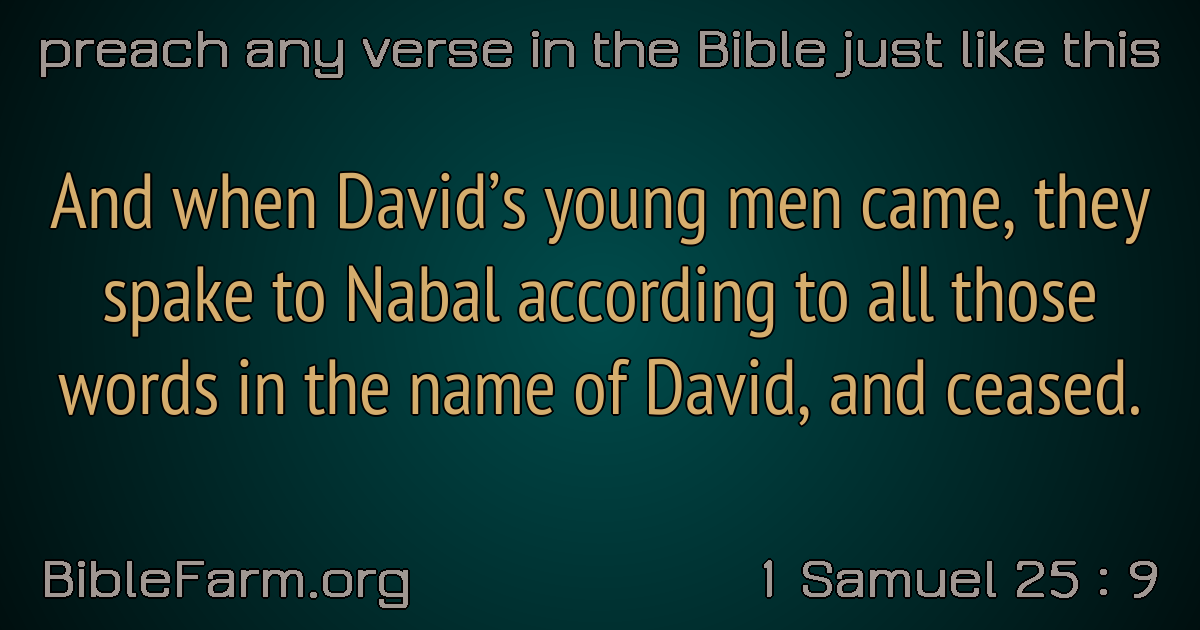 preach any verse in the Bible just like this
And when David’s young men came, they
spake to Nabal according to all those
words in the name of David, and ceased.
BibleFarm.org
1 Samuel 25 : 9